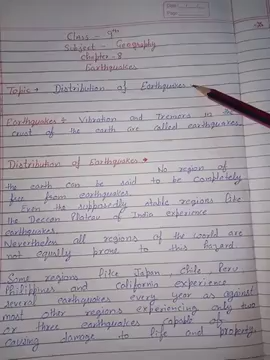 Date
Page
Class - 9th
Subject - Geography
Chapter - 8
Earthquakes
Topic - Distribution of Earthquakes
Earthquakes ÷ Vibration and Tremors in the
crust of the earth are called earthquakes
Distribution of Earthquakes →
No region of
the earth can be said to be completely
free from earthquakes
Even the supposedly stable regions like
the Deccan Plateau of India experience
earthquakes.
Nevertheless all regions of the world are
not equally prone to this hazard.
Some regions like Japan, Chile, Peru,
Philippines and California experience
several earthquakes every year as against
most other regions experiencing only two
or three earthquakes capable of
causing damage to life and property